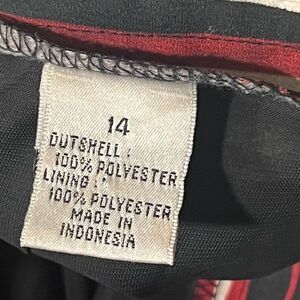 14
OUTSHELL :
100% POLYESTER
LINING :
100% POLYESTER
MADE IN
INDONESIA